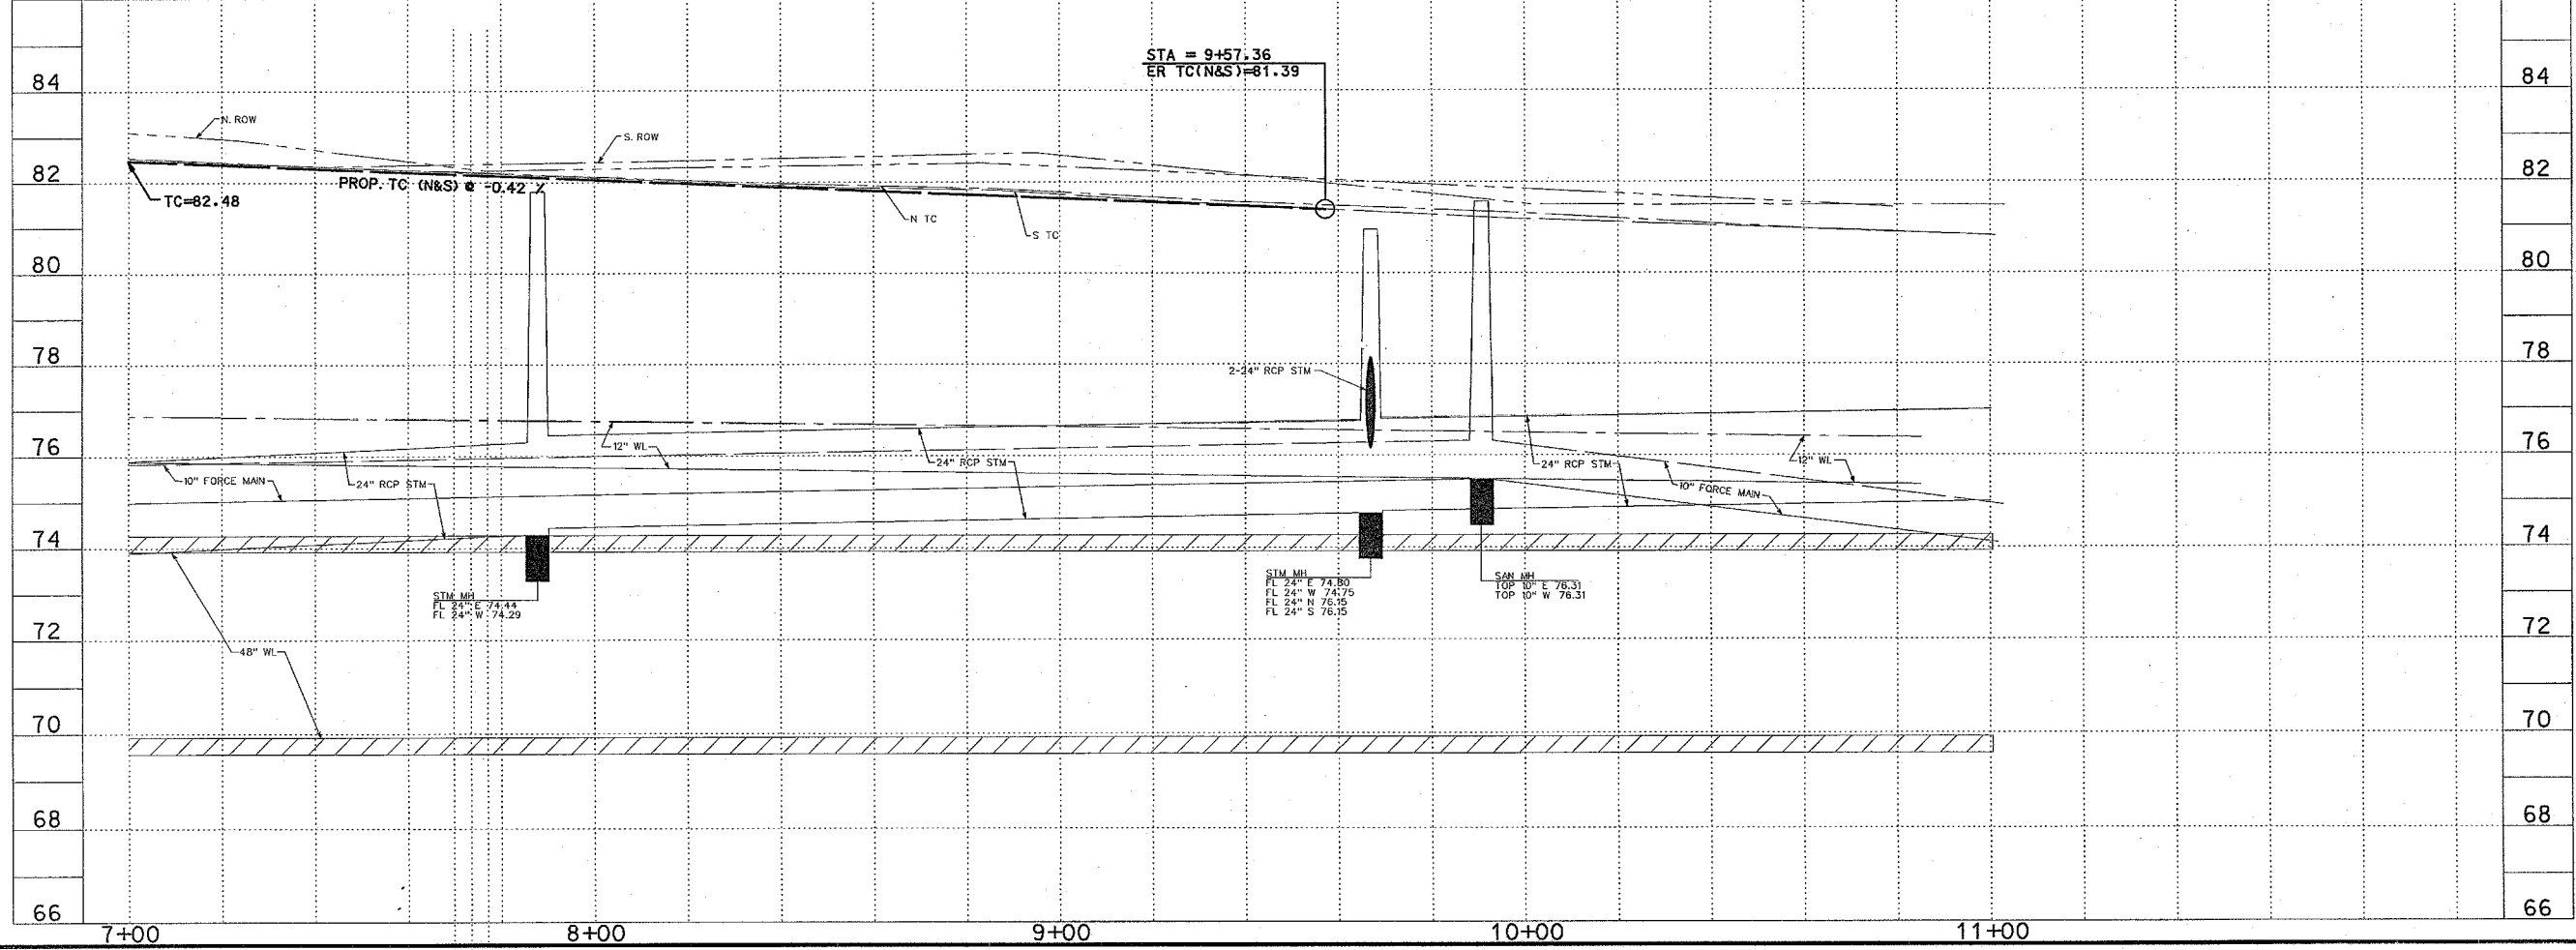 STA = 9+57.36
ER TC(N&S)=81.39
84
84
N. ROW
S. ROW
82
82
PROP. TC (N&S) @ -0.42 %
TC=82.48
N TC
S TC
80
80
78
78
2-24" RCP STM
76
76
12" WL
24" RCP STM
24" RCP STM
12" WL
10" FORCE MAIN
24" RCP STM
10" FORCE MAIN
74
74
STM MH
FL 24" E 74.44
FL 24" W 74.29
STM MH
FL 24" E 74.80
FL 24" W 74.75
FL 24" N 76.15
FL 24" S 76.15
SAN MH
TOP 10" E 76.31
TOP 10" W 76.31
72
72
48" WL
70
70
68
68
66
66
7+00
8+00
9+00
10+00
11+00